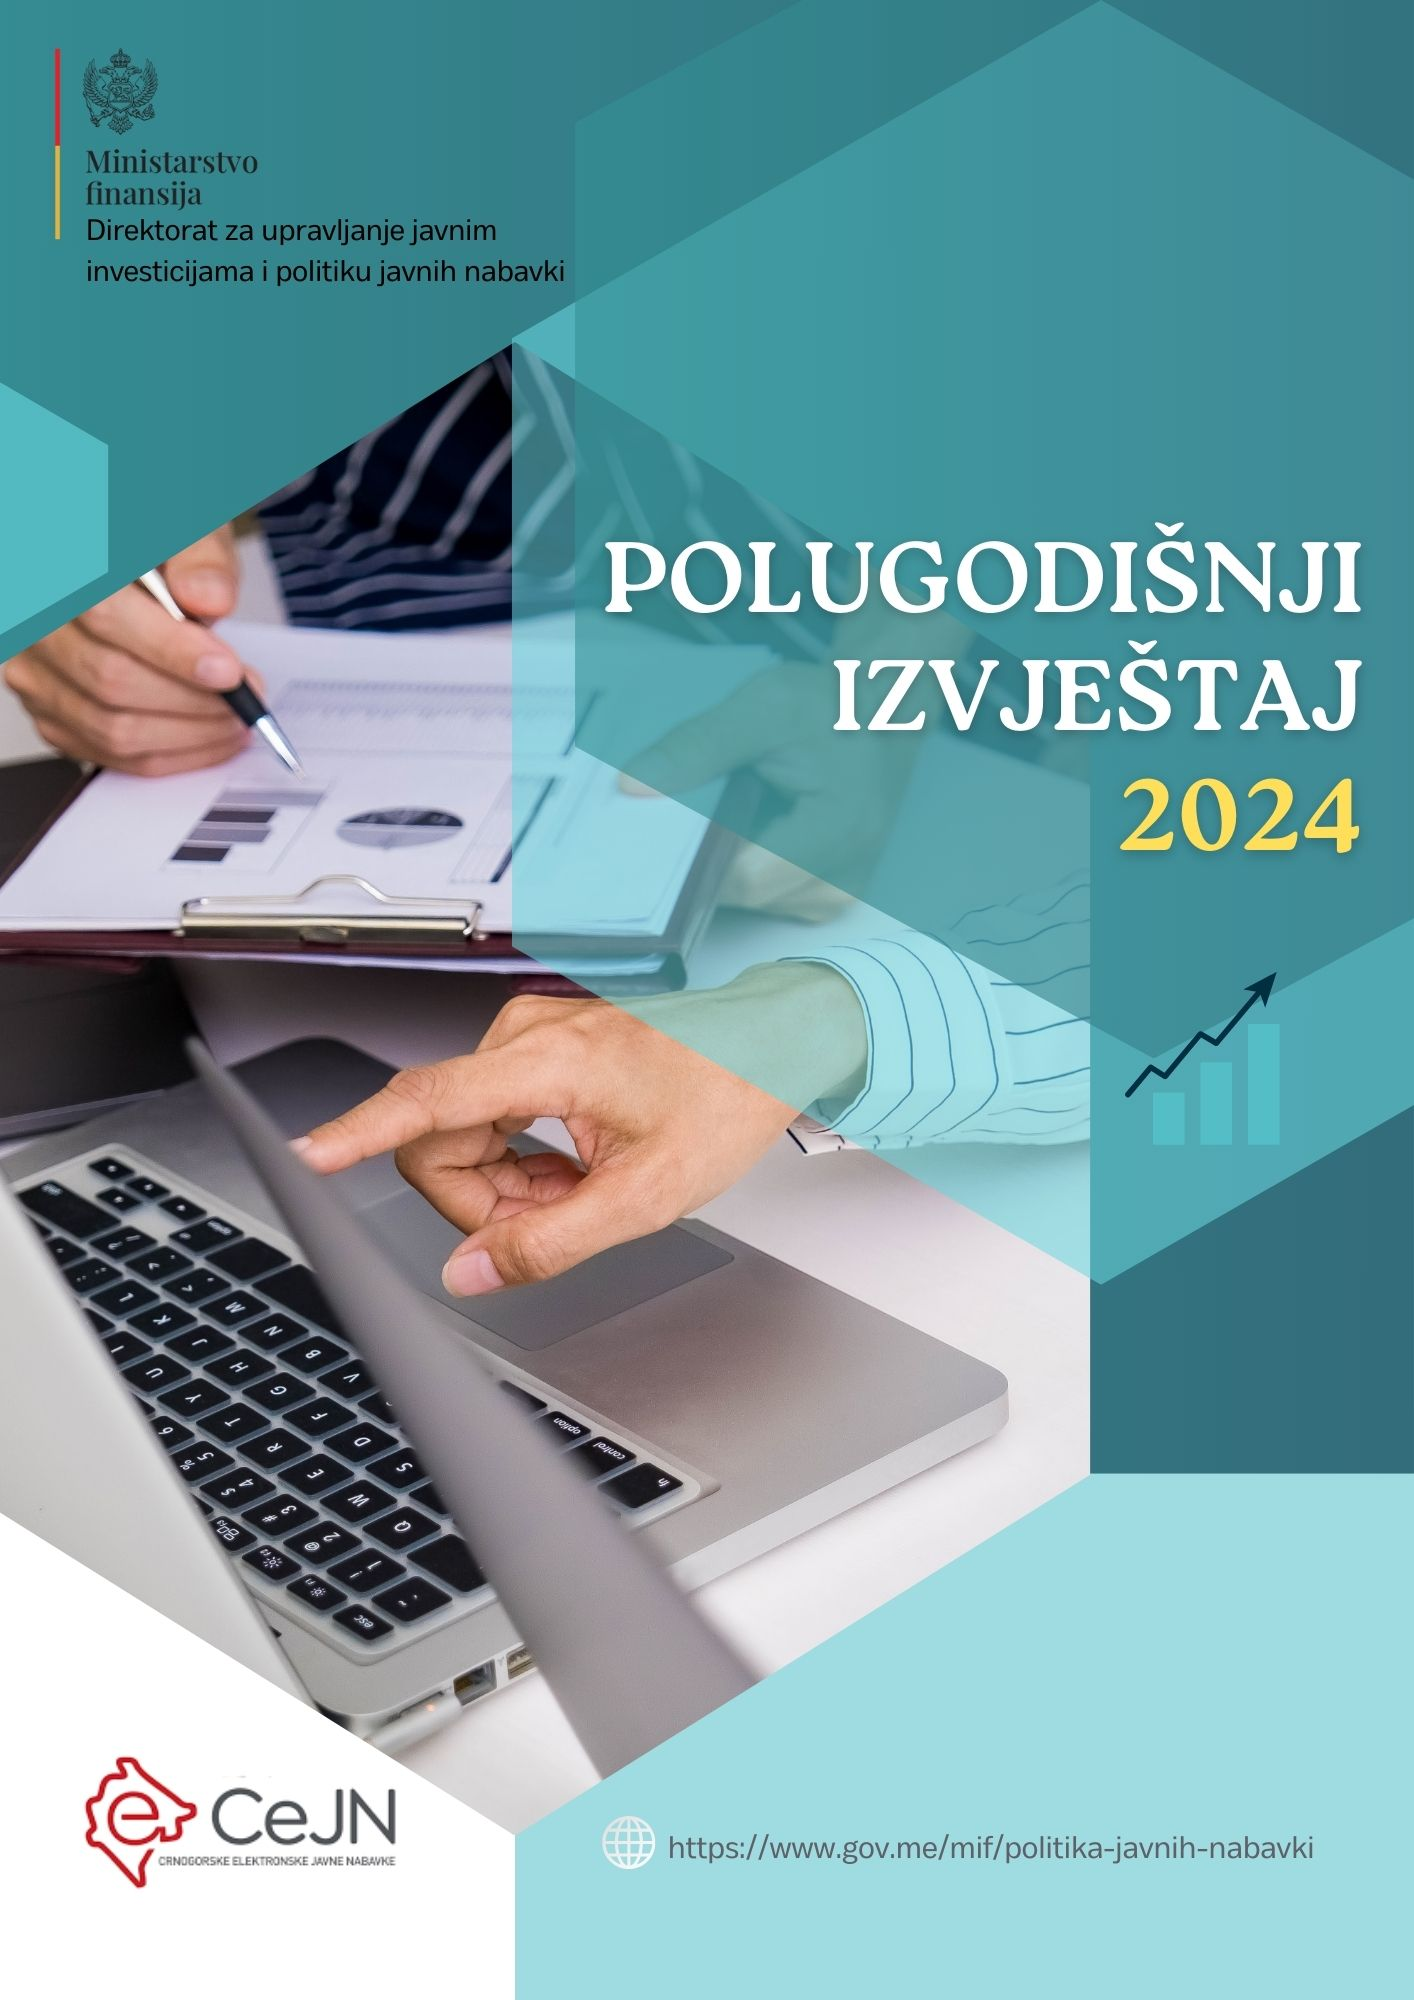 Ministarstvo
finansija
Direktorat za upravljanje javnim
investicijama i politiku javnih nabavki
POLUGODIŠNJI
IZVJEŠTAJ
2024
e CeJN
CRNOGORSKE ELEKTRONSKE JAVNE NABAVKE
https://www.gov.me/mif/politika-javnih-nabavki